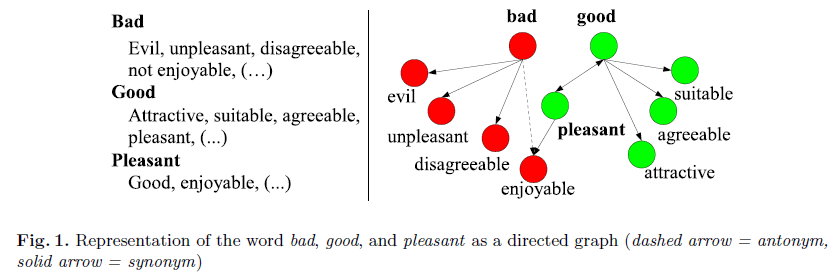 Bad
Evil, unpleasant, disagreeable,
not enjoyable, (…)
Good
Attractive, suitable, agreeable,
pleasant, (...)
Pleasant
Good, enjoyable, (...)
bad good
evil
suitable
unpleasant
pleasant
agreeable
disagreeable
attractive
enjoyable
Fig. 1. Representation of the word bad, good, and pleasant as a directed graph (dashed arrow = antonym,
solid arrow = synonym)